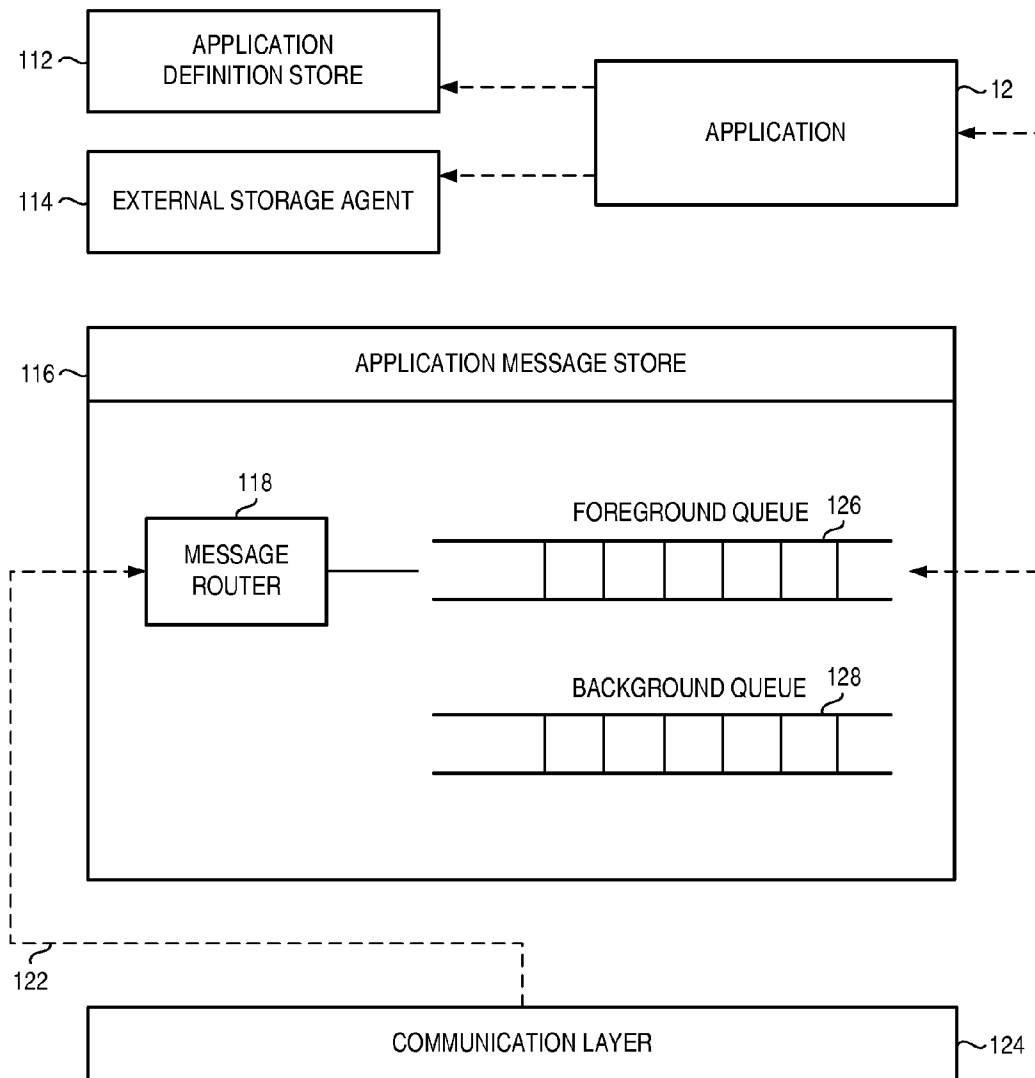 112
APPLICATION
DEFINITION STORE
12
APPLICATION
114
EXTERNAL STORAGE AGENT
116
APPLICATION MESSAGE STORE
118
MESSAGE
ROUTER
FOREGROUND QUEUE
126
BACKGROUND QUEUE
128
122
COMMUNICATION LAYER
124